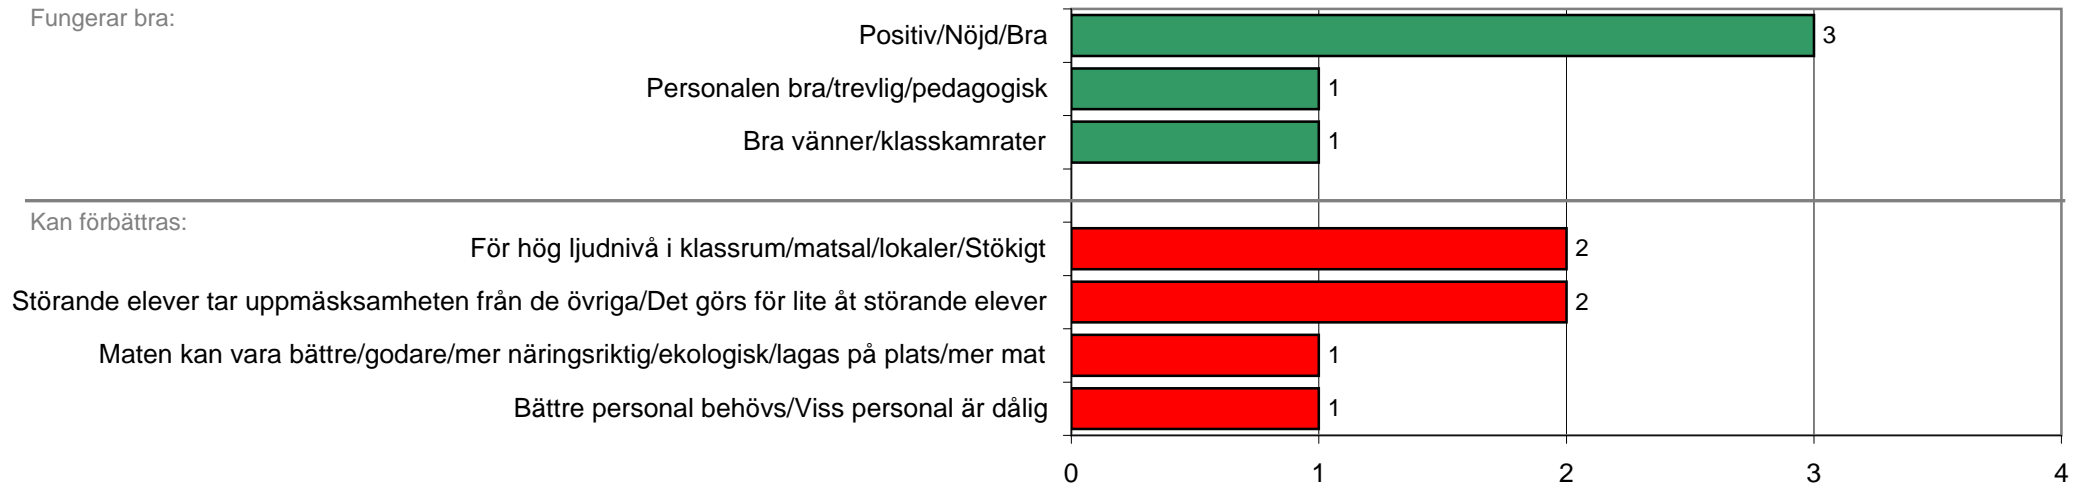 Fungerar bra:
Positiv/Nöjd/Bra 3
Personalen bra/trevlig/pedagogisk 1
Bra vänner/klasskamrater 1
Kan förbättras:
För hög ljudnivå i klassrum/matsal/lokaler/Stökigt 2
Störande elever tar uppmäsksamheten från de övriga/Det görs för lite åt störande elever 2
Maten kan vara bättre/godare/mer näringsriktig/ekologisk/lagas på plats/mer mat 1
Bättre personal behövs/Viss personal är dålig 1
0 1 2 3 4